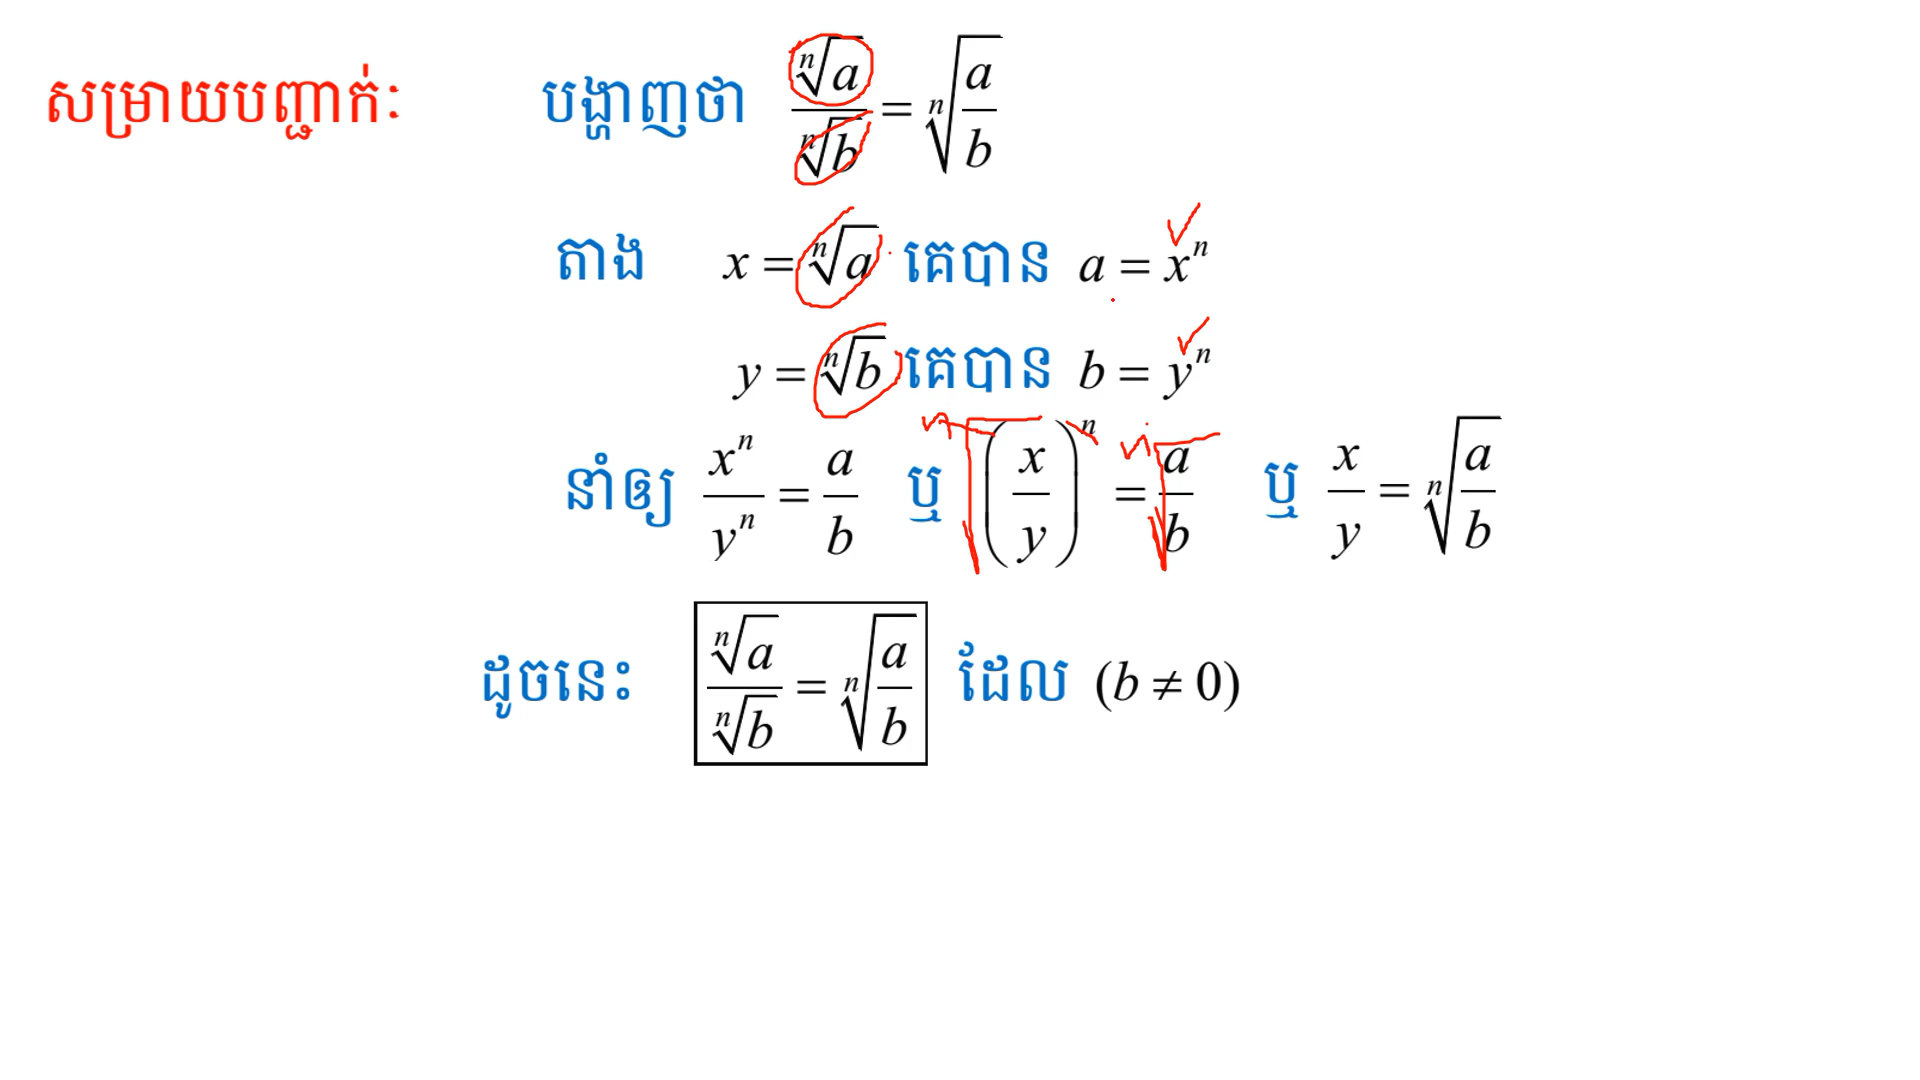 សម្រាយបញ្ជាក់ៈ បង្ហាញថា ⁿ√a / ⁿ√b = ⁿ√(a/b)
តាង x = ⁿ√a គេបាន a = xⁿ
y = ⁿ√b គេបាន b = yⁿ
នាំឲ្យ xⁿ/yⁿ = a/b ឬ ⁿ√(x/y)ⁿ = ⁿ√a/b ឬ x/y = ⁿ√(a/b)
ដូចនេះ ⁿ√a / ⁿ√b = ⁿ√(a/b) ដែល (b ≠ 0)